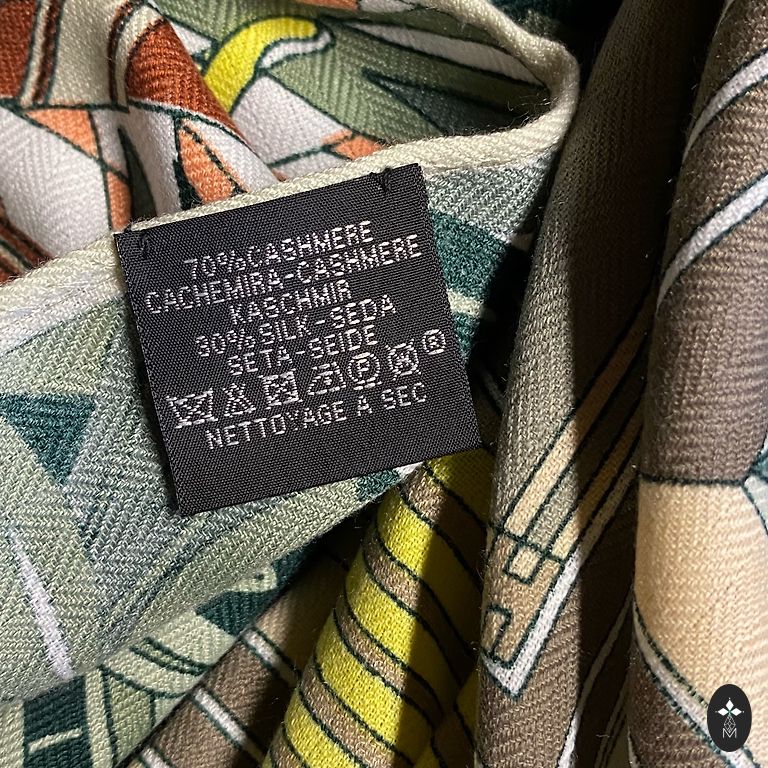 70%CASHMERE
CACHEMIRA-CASHMERE
KASCHMIR
30% SILK-SEDA
SETA-SEIDE
NETTOYAGE A SEC
M